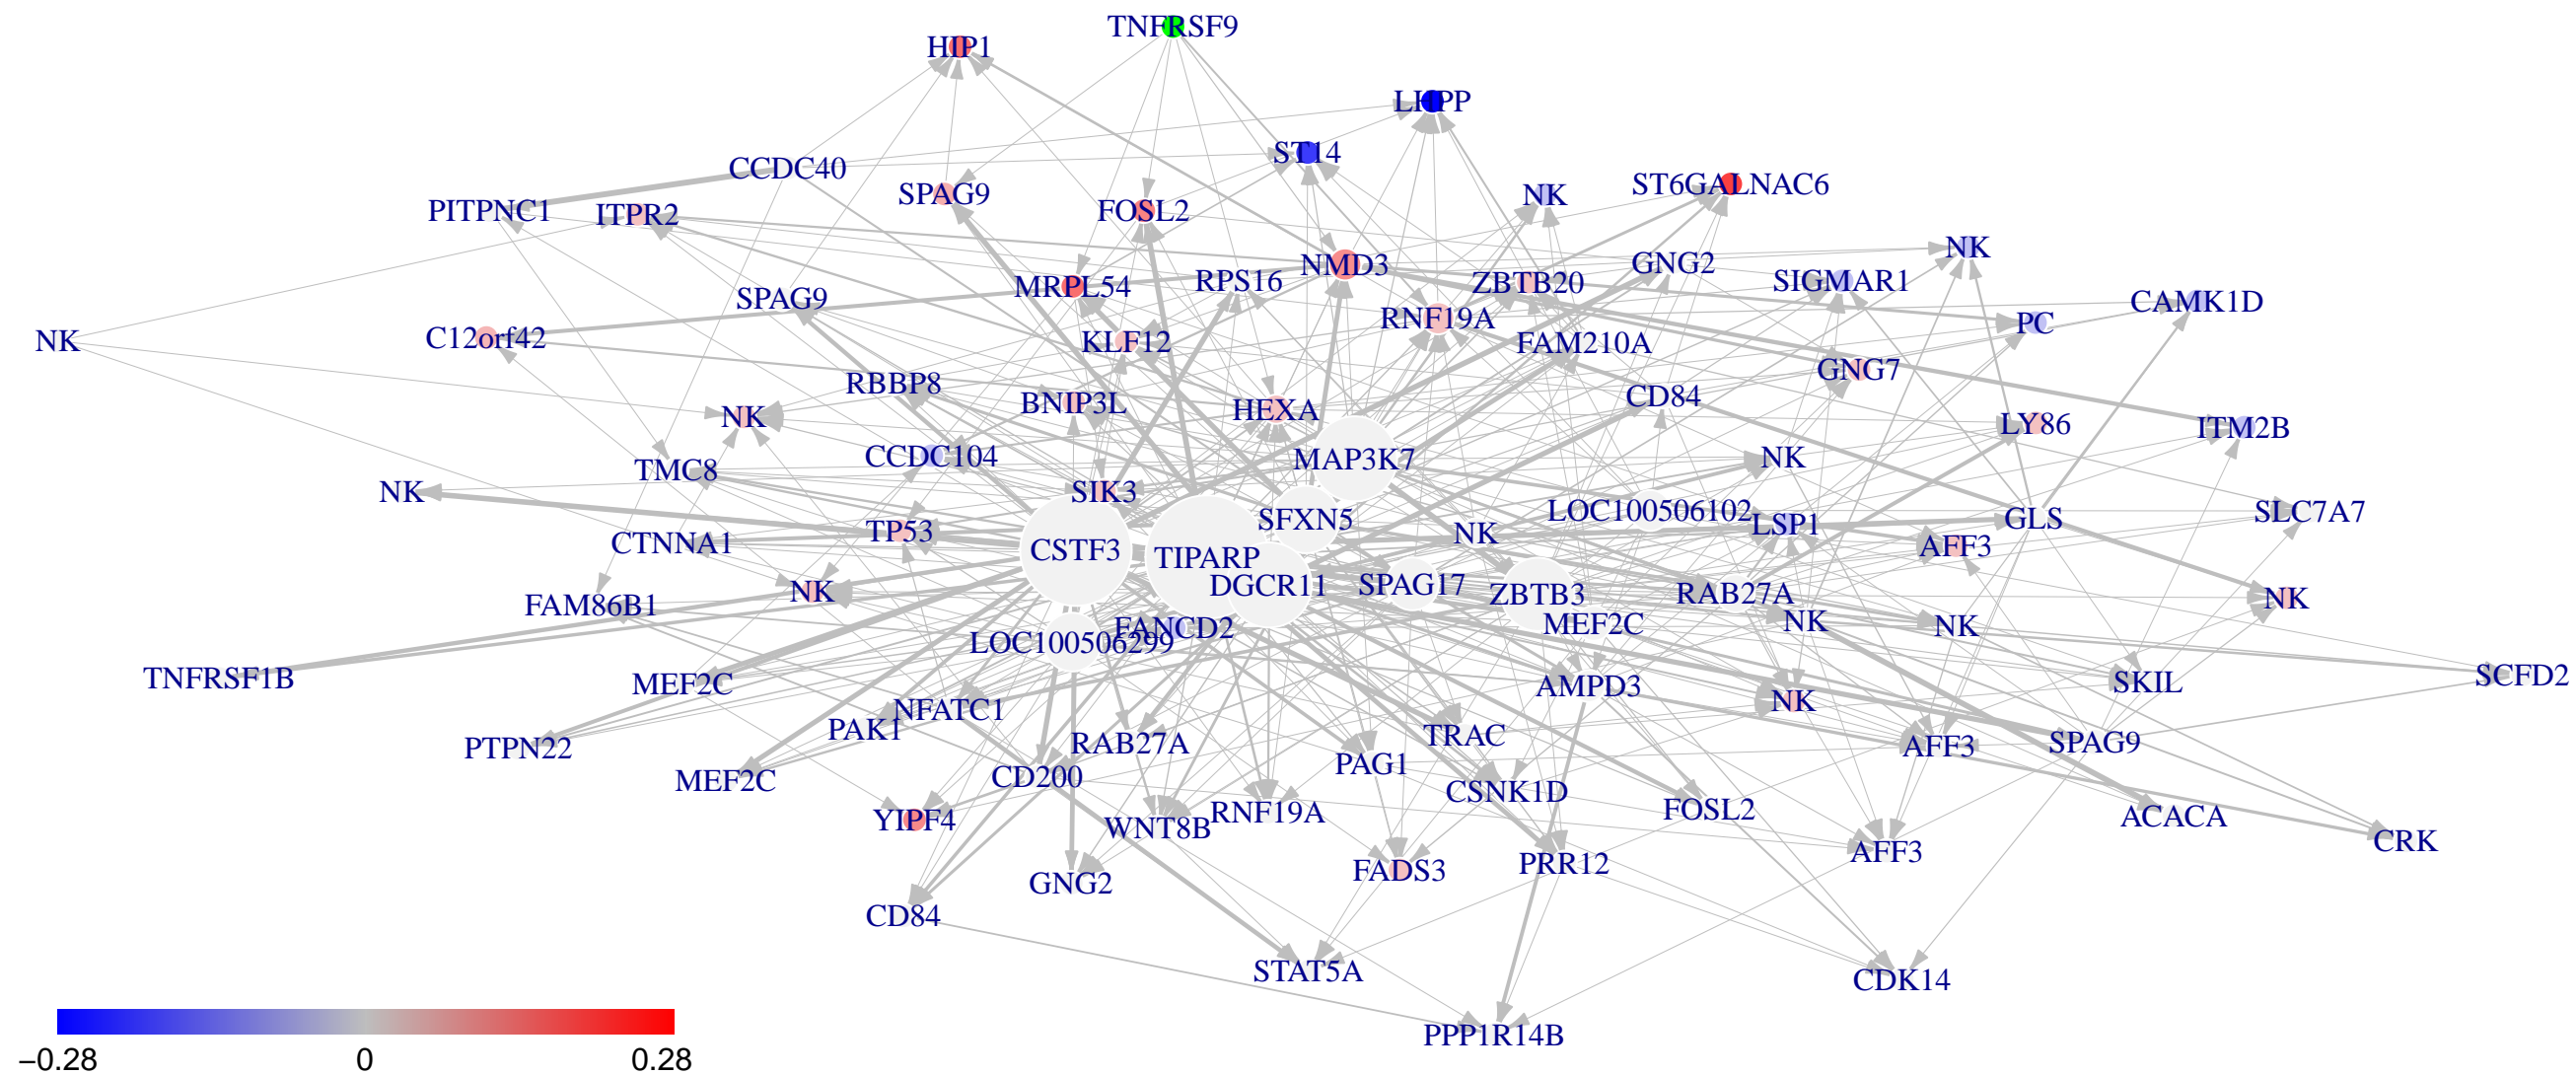 TNFRSF9
HIP1
LHPP
ST14
CCDC40
ST6GALNAC6
SPAG9
NK
PITPNC1
ITPR2
FOSL2
NK
NMD3
GNG2
RPS16
ZBTB20
SIGMAR1
MRPL54
SPAG9
CAMK1D
RNF19A
PC
C12orf42
NK
KLF12
FAM210A
GNG7
RBBP8
CD84
BNIP3L
HEXA
NK
LY86
ITM2B
CCDC104
MAP3K7
NK
TMC8
NK
SIK3
LOC100506102
SLC7A7
SFXN5
GLS
LSP1
TP53
NK
CTNNA1
AFF3
CSTF3
TIPARP
DGCR11
SPAG17
NK
ZBTB3
RAB27A
NK
FAM86B1
NK
MEF2C
NK
FANCD2
LOC100506299
TNFRSF1B
MEF2C
AMPD3
SKIL
SCFD2
NK
NFATC1
PAK1
TRAC
RAB27A
SPAG9
AFF3
PTPN22
PAG1
MEF2C
CD200
CSNK1D
FOSL2
RNF19A
ACACA
YIPF4
WNT8B
CRK
AFF3
PRR12
FADS3
GNG2
CD84
STAT5A
CDK14
PPP1R14B
−0.28
0
0.28